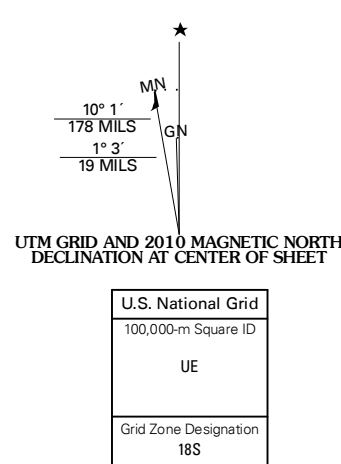 ★
MN
10° 1´
178 MILS
GN
1° 3´
19 MILS
UTM GRID AND 2010 MAGNETIC NORTH
DECLINATION AT CENTER OF SHEET
U.S. National Grid
100,000-m Square ID
UE
Grid Zone Designation
18S